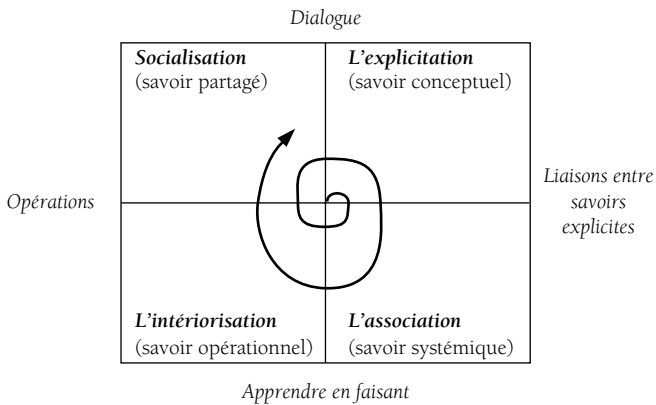 Dialogue
Socialisation
(savoir partagé)
L’explicitation
(savoir conceptuel)
Opérations
Liaisons entre
savoirs
explicites
L’intériorisation
(savoir opérationnel)
L’association
(savoir systémique)
Apprendre en faisant